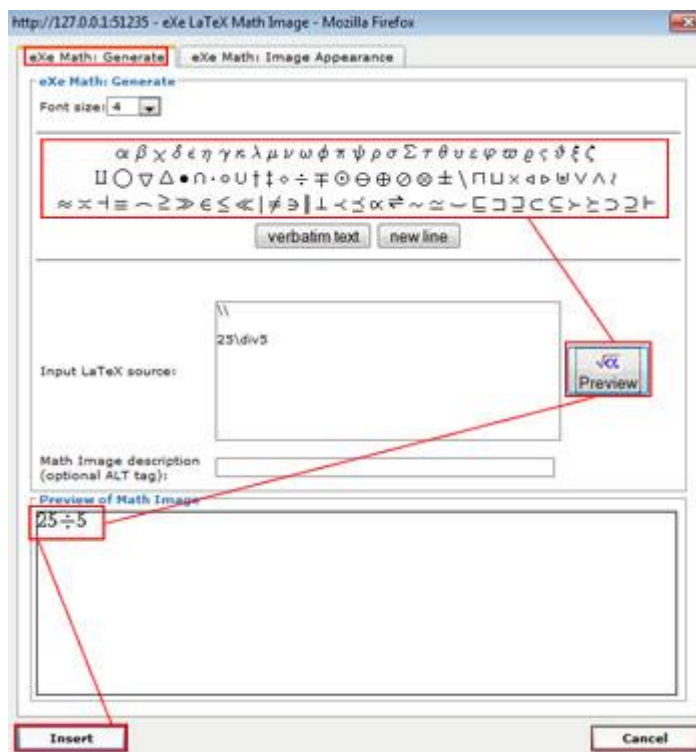 http://127.0.0.1:51235 - eXe LaTeX Math Image - Mozilla Firefox
eXe Math: Generate eXe Math: Image Appearance
eXe Math: Generate
Font size: 4
α β χ δ ϵ η γ κ λ μ ν ω ϕ π ψ ρ σ Σ τ θ υ ε φ ϖ ϱ ς ϑ ξ ζ
∐ ◯ ▽ △ • ∩ · ∘ ∪ † ‡ ⋄ ÷ ∓ ⊙ ⊖ ⊕ ⊘ ⊗ ± \ ⊓ ⊔ × ◃ ▹ ⊎ ∨ ∧ ≀
≈ ≍ ⊣ ≡ ⌢ ≥ ≫ ∈ ≤ ≪ | ≠ ∋ ∥ ⊥ ≺ ⪯ ∝ ⇌ ∼ ≃ ⌣ ⊑ ⊐ ⊒ ⊂ ⊆ ≻ ⪰ ⊃ ⊇ ⊢
verbatim text new line
\\
25\div5
Input LaTeX source:
Preview
Math Image description
(optional ALT tag):
Preview of Math Image
25÷5
Insert Cancel